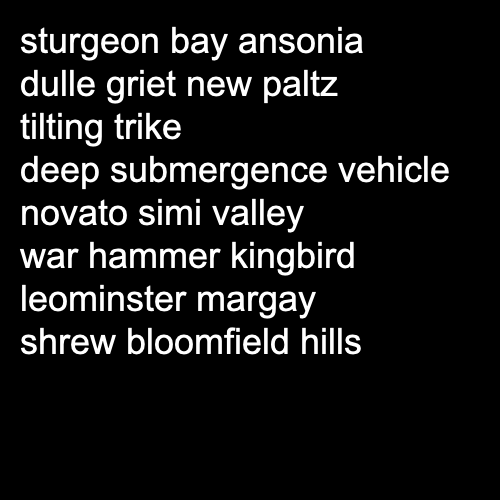 sturgeon bay ansonia
dulle griet new paltz
tilting trike
deep submergence vehicle
novato simi valley
war hammer kingbird
leominster margay
shrew bloomfield hills